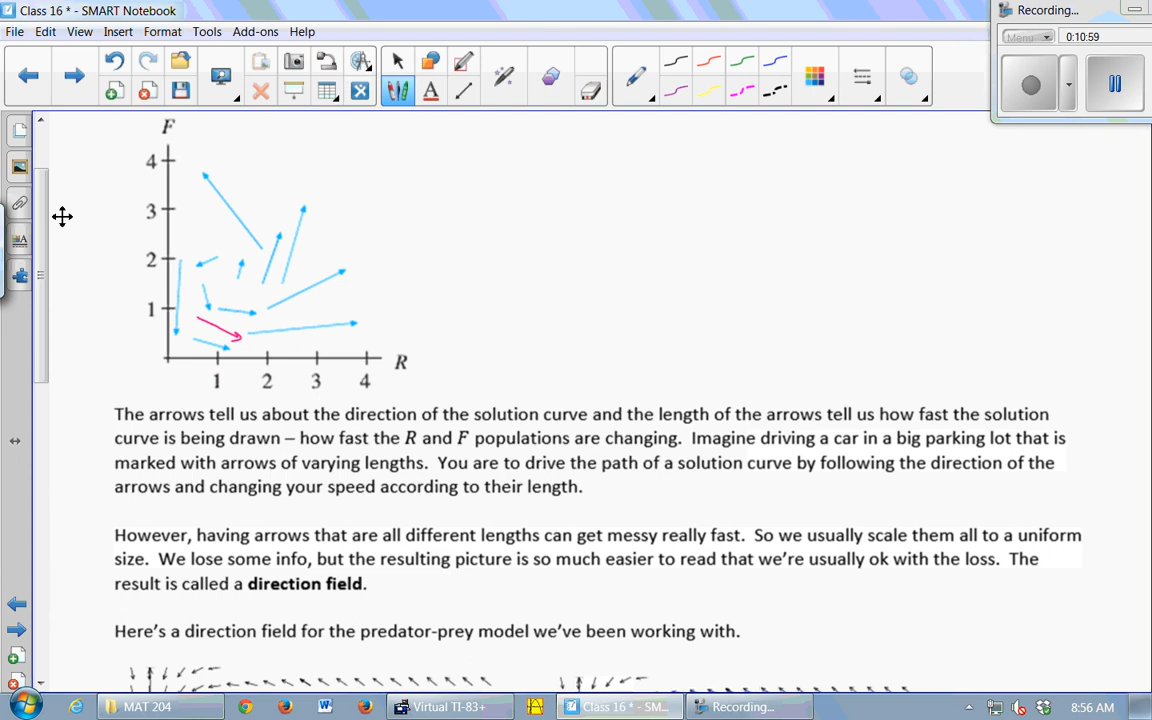 Class 16 * - SMART Notebook
Recording...
File Edit View Insert Format Tools Add-ons Help
Menu
0:10:59
F
4
3
2
1
R
1 2 3 4
The arrows tell us about the direction of the solution curve and the length of the arrows tell us how fast the solution
curve is being drawn – how fast the R and F populations are changing. Imagine driving a car in a big parking lot that is
marked with arrows of varying lengths. You are to drive the path of a solution curve by following the direction of the
arrows and changing your speed according to their length.
However, having arrows that are all different lengths can get messy really fast. So we usually scale them all to a uniform
size. We lose some info, but the resulting picture is so much easier to read that we're usually ok with the loss. The
result is called a direction field.
Here's a direction field for the predator-prey model we've been working with.
MAT 204
Virtual TI-83+
Class 16 * - SM...
Recording...
8:56 AM